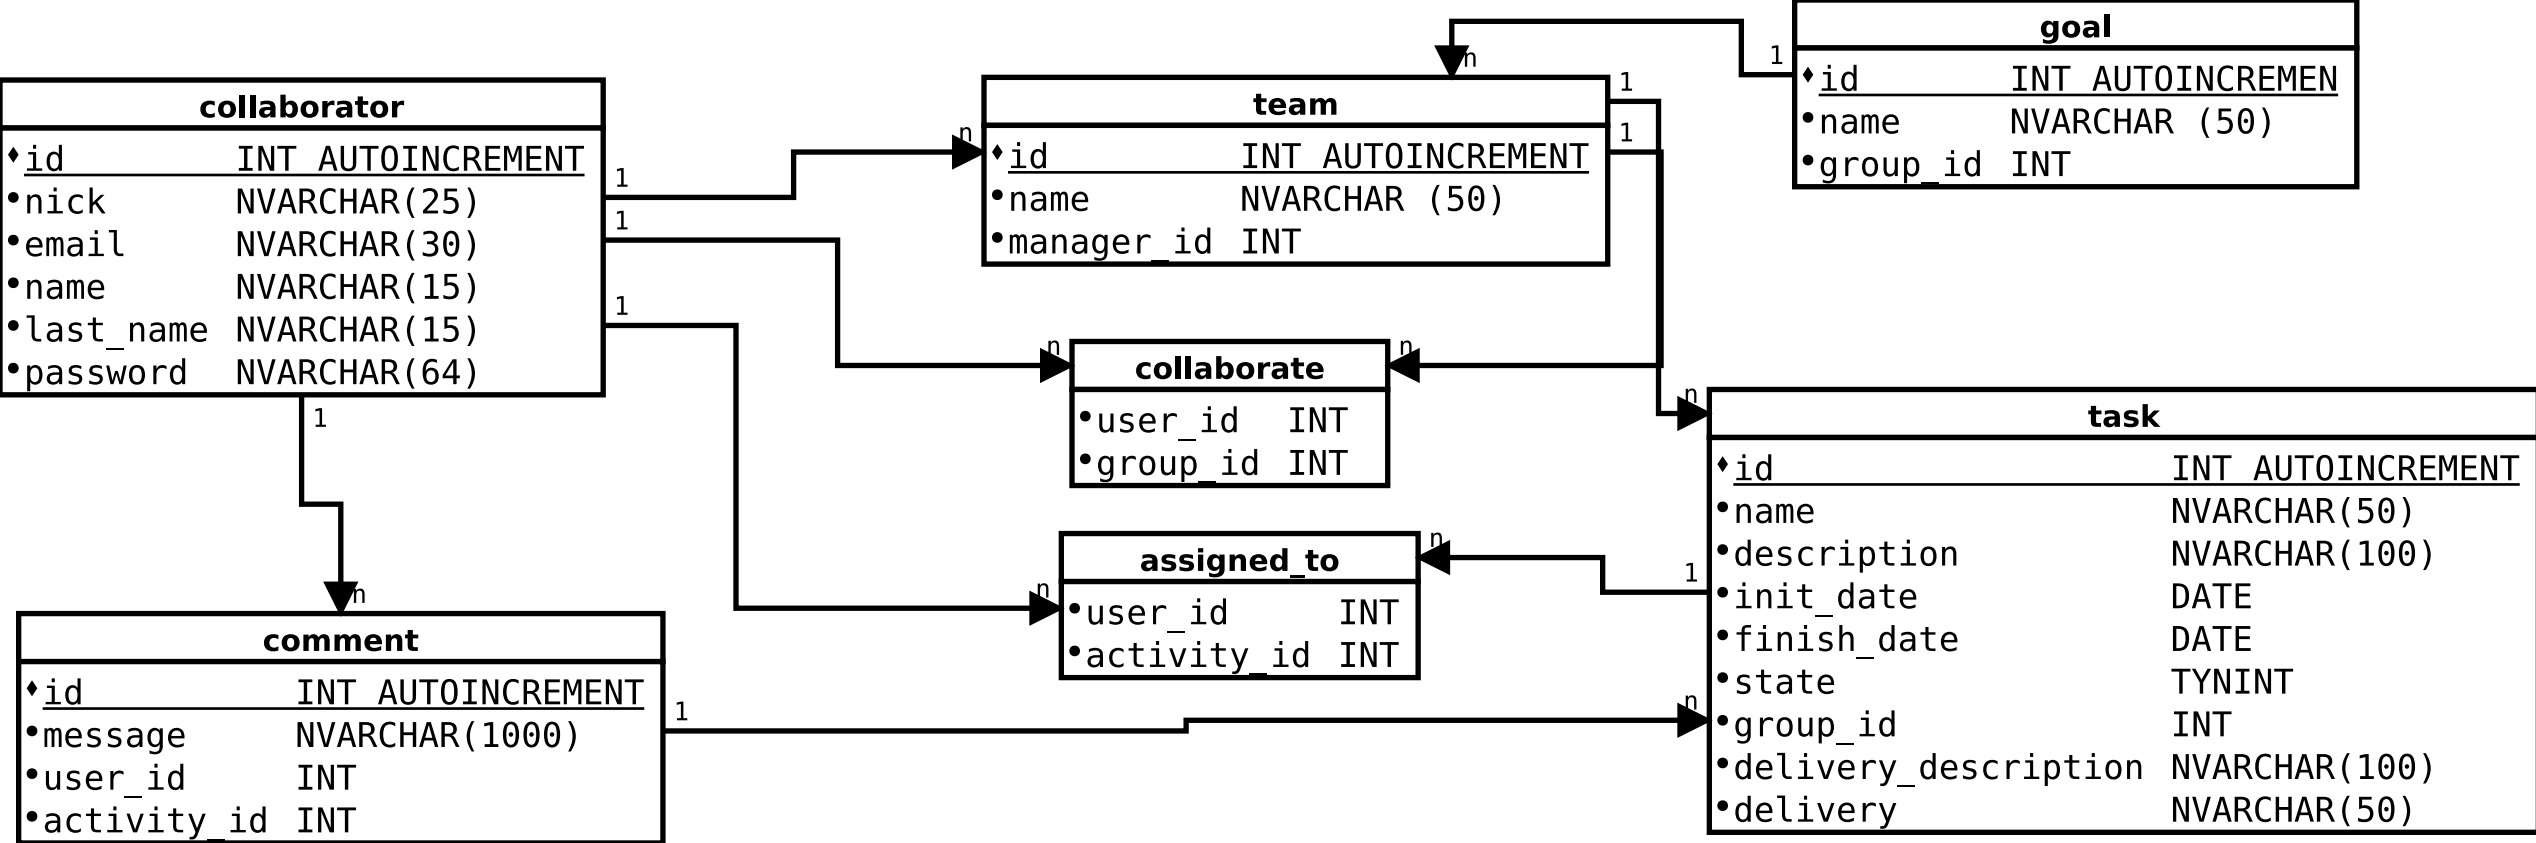 collaborator
id INT AUTOINCREMENT
nick NVARCHAR(25)
email NVARCHAR(30)
name NVARCHAR(15)
last_name NVARCHAR(15)
password NVARCHAR(64)
1
1
1
1
n
team
id INT AUTOINCREMENT
name NVARCHAR (50)
manager_id INT
n
1
1
goal
id INT AUTOINCREMEN
name NVARCHAR (50)
group_id INT
1
n
n
collaborate
user_id INT
group_id INT
n
n
assigned_to
user_id INT
activity_id INT
n
1
n
task
id INT AUTOINCREMENT
name NVARCHAR(50)
description NVARCHAR(100)
init_date DATE
finish_date DATE
state TYNINT
group_id INT
delivery_description NVARCHAR(100)
delivery NVARCHAR(50)
n
n
comment
id INT AUTOINCREMENT
message NVARCHAR(1000)
user_id INT
activity_id INT
1